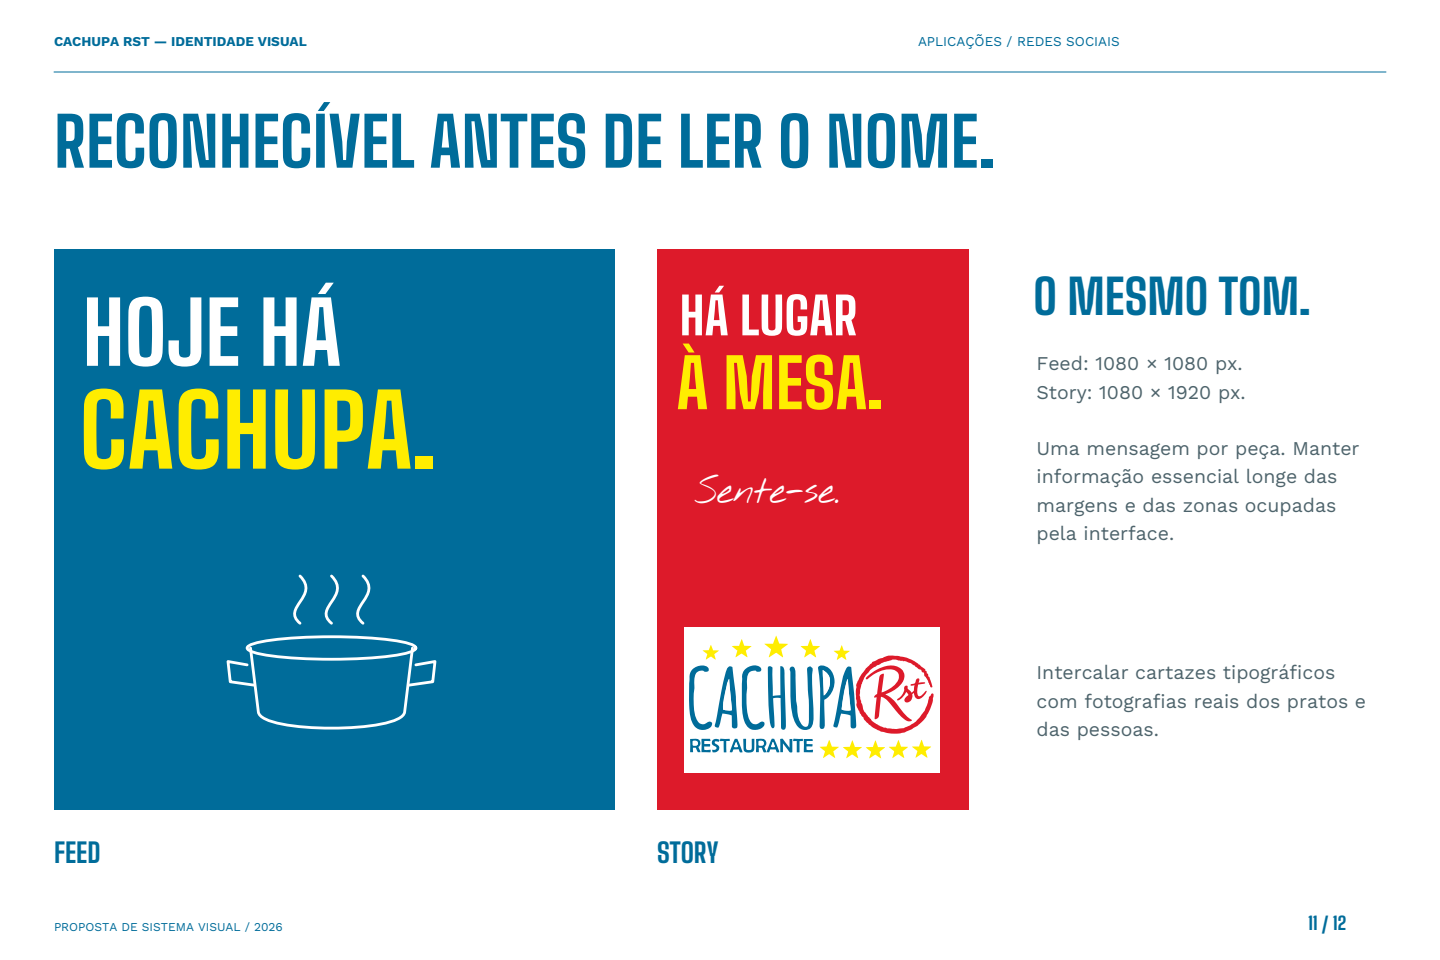 CACHUPA RST — IDENTIDADE VISUAL
APLICAÇÕES / REDES SOCIAIS
RECONHECÍVEL ANTES DE LER O NOME.
HOJE HÁ
CACHUPA.
HÁ LUGAR
À MESA.
Sente-se.
CACHUPA Rst
RESTAURANTE
O MESMO TOM.
Feed: 1080 × 1080 px.
Story: 1080 × 1920 px.
Uma mensagem por peça. Manter
informação essencial longe das
margens e das zonas ocupadas
pela interface.
Intercalar cartazes tipográficos
com fotografias reais dos pratos e
das pessoas.
FEED
STORY
PROPOSTA DE SISTEMA VISUAL / 2026
11 / 12